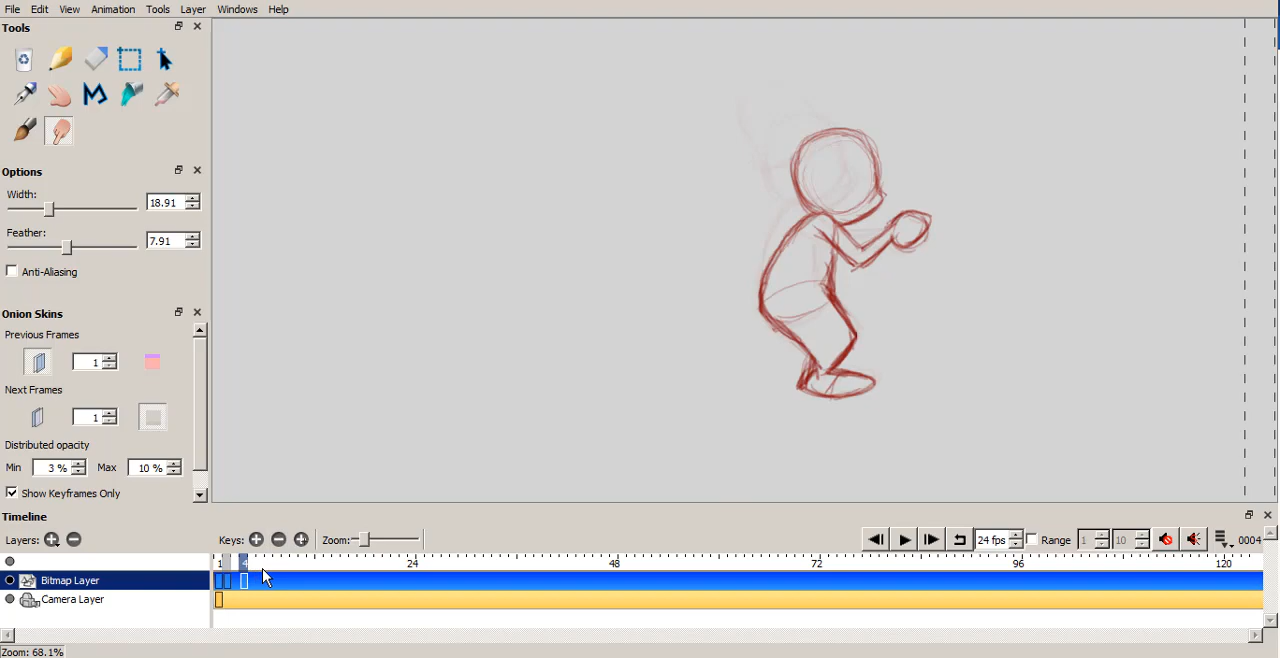 File Edit View Animation Tools Layer Windows Help
Tools
Options
Width:
18.91
Feather:
7.91
Anti-Aliasing
Onion Skins
Previous Frames
1
Next Frames
1
Distributed opacity
Min 3 % Max 10 %
Show Keyframes Only
Timeline
Layers: Keys: Zoom: 24 fps Range 1 10 0004
1 4 24 48 72 96 120
Bitmap Layer
Camera Layer
Zoom: 68.1%